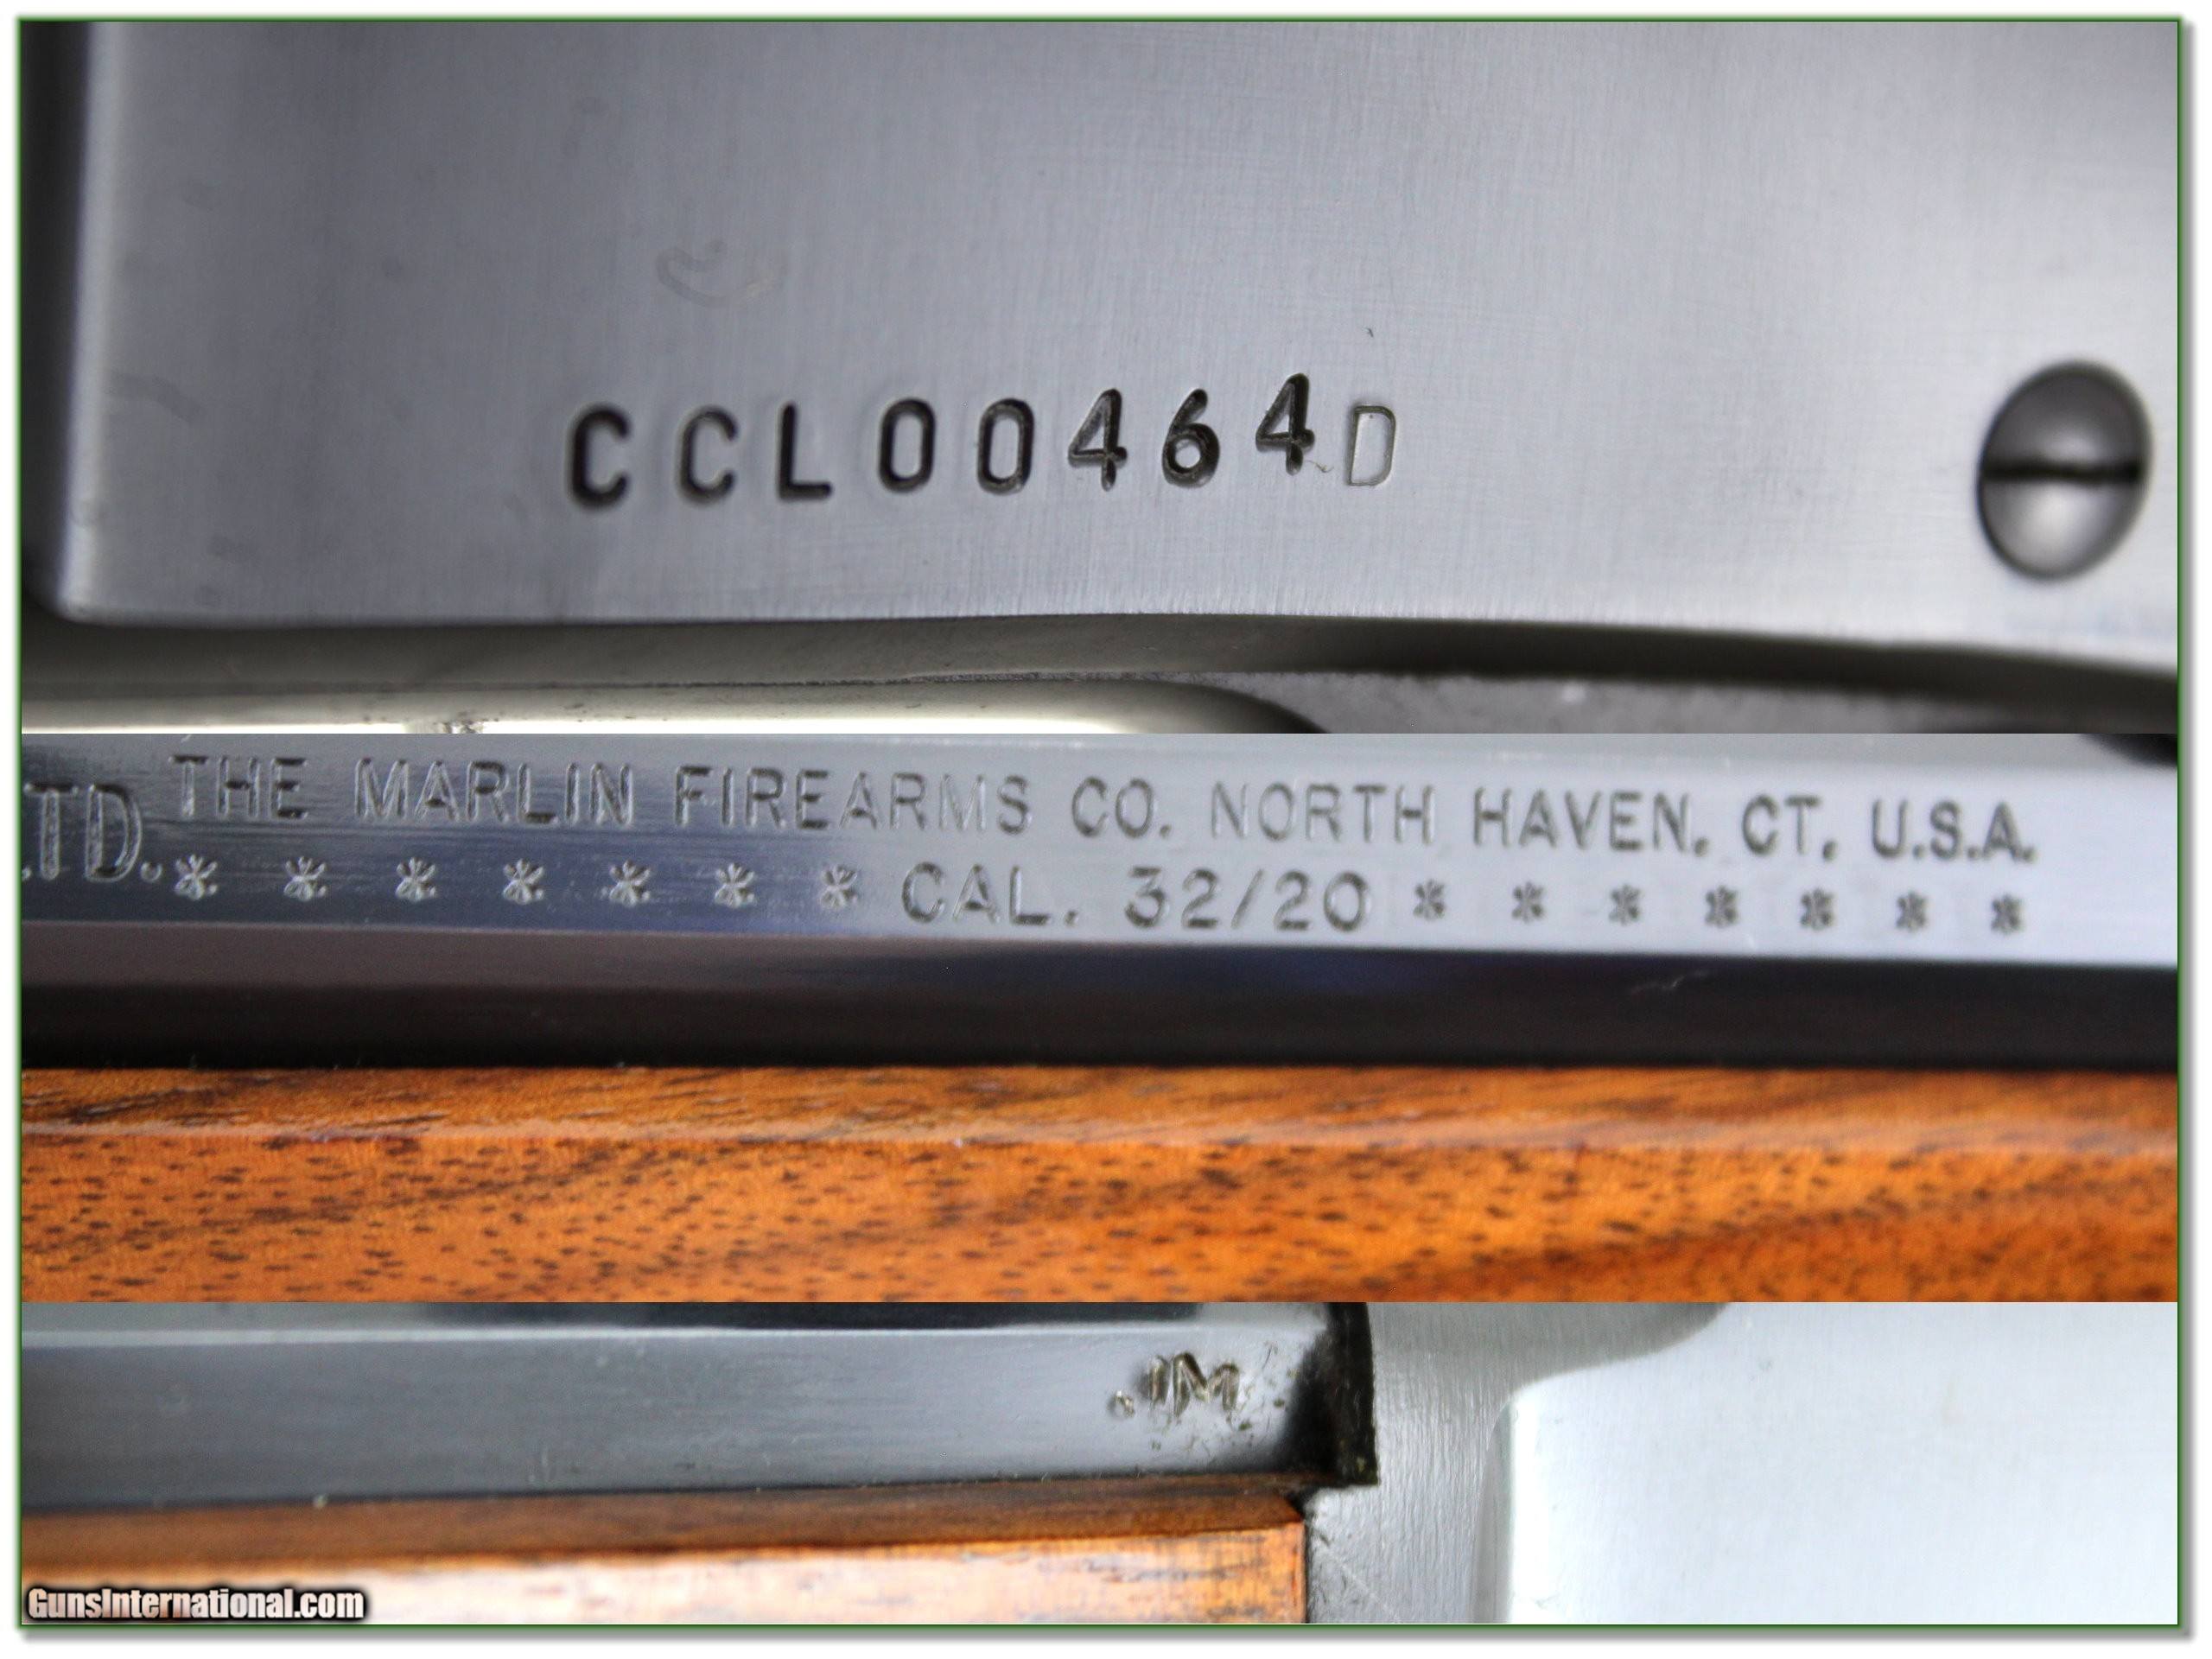 CCL00464D
THE MARLIN FIREARMS CO. NORTH HAVEN, CT. U.S.A.
TD. * * * * * * * CAL. 32/20 * * * * * * *
.JM
GunsInternational.com